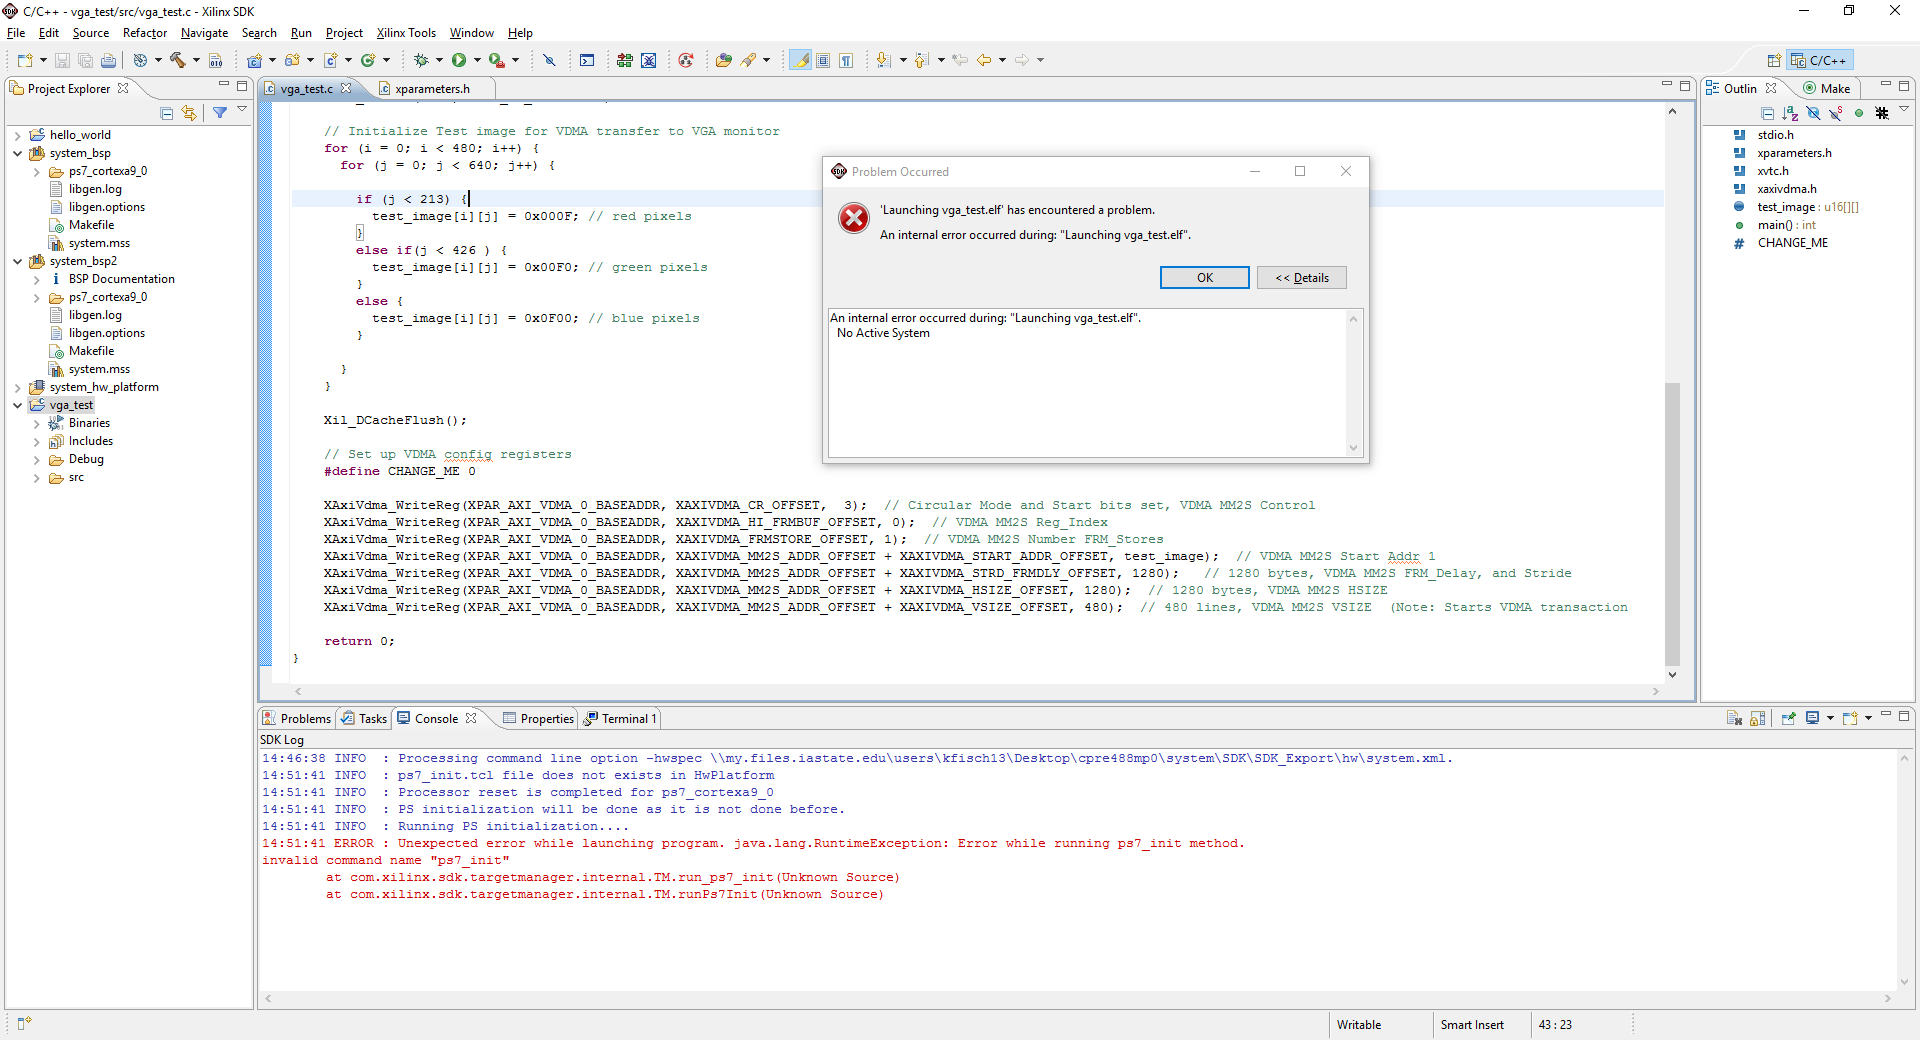 C/C++ - vga_test/src/vga_test.c - Xilinx SDK
File Edit Source Refactor Navigate Search Run Project Xilinx Tools Window Help
C/C++
Project Explorer
hello_world
system_bsp
ps7_cortexa9_0
libgen.log
libgen.options
Makefile
system.mss
system_bsp2
BSP Documentation
ps7_cortexa9_0
libgen.log
libgen.options
Makefile
system.mss
system_hw_platform
vga_test
Binaries
Includes
Debug
src
vga_test.c xparameters.h
// Initialize Test image for VDMA transfer to VGA monitor
for (i = 0; i < 480; i++) {
for (j = 0; j < 640; j++) {
if (j < 213) {
test_image[i][j] = 0x000F; // red pixels
}
else if(j < 426 ) {
test_image[i][j] = 0x00F0; // green pixels
}
else {
test_image[i][j] = 0x0F00; // blue pixels
}
}
}
Xil_DCacheFlush();
// Set up VDMA config registers
#define CHANGE_ME 0
XAxiVdma_WriteReg(XPAR_AXI_VDMA_0_BASEADDR, XAXIVDMA_CR_OFFSET, 3); // Circular Mode and Start bits set, VDMA MM2S Control
XAxiVdma_WriteReg(XPAR_AXI_VDMA_0_BASEADDR, XAXIVDMA_HI_FRMBUF_OFFSET, 0); // VDMA MM2S Reg_Index
XAxiVdma_WriteReg(XPAR_AXI_VDMA_0_BASEADDR, XAXIVDMA_FRMSTORE_OFFSET, 1); // VDMA MM2S Number FRM_Stores
XAxiVdma_WriteReg(XPAR_AXI_VDMA_0_BASEADDR, XAXIVDMA_MM2S_ADDR_OFFSET + XAXIVDMA_START_ADDR_OFFSET, test_image); // VDMA MM2S Start Addr 1
XAxiVdma_WriteReg(XPAR_AXI_VDMA_0_BASEADDR, XAXIVDMA_MM2S_ADDR_OFFSET + XAXIVDMA_STRD_FRMDLY_OFFSET, 1280); // 1280 bytes, VDMA MM2S FRM_Delay, and Stride
XAxiVdma_WriteReg(XPAR_AXI_VDMA_0_BASEADDR, XAXIVDMA_MM2S_ADDR_OFFSET + XAXIVDMA_HSIZE_OFFSET, 1280); // 1280 bytes, VDMA MM2S HSIZE
XAxiVdma_WriteReg(XPAR_AXI_VDMA_0_BASEADDR, XAXIVDMA_MM2S_ADDR_OFFSET + XAXIVDMA_VSIZE_OFFSET, 480); // 480 lines, VDMA MM2S VSIZE (Note: Starts VDMA transaction
return 0;
}
Problem Occurred
'Launching vga_test.elf' has encountered a problem.
An internal error occurred during: "Launching vga_test.elf".
OK << Details
An internal error occurred during: "Launching vga_test.elf".
No Active System
Outlin Make
stdio.h
xparameters.h
xvtc.h
xaxivdma.h
test_image : u16[][]
main() : int
CHANGE_ME
Problems Tasks Console Properties Terminal 1
SDK Log
14:46:38 INFO : Processing command line option -hwspec \\my.files.iastate.edu\users\kfisch13\Desktop\cpre488mp0\system\SDK\SDK_Export\hw\system.xml.
14:51:41 INFO : ps7_init.tcl file does not exists in HwPlatform
14:51:41 INFO : Processor reset is completed for ps7_cortexa9_0
14:51:41 INFO : PS initialization will be done as it is not done before.
14:51:41 INFO : Running PS initialization....
14:51:41 ERROR : Unexpected error while launching program. java.lang.RuntimeException: Error while running ps7_init method.
invalid command name "ps7_init"
at com.xilinx.sdk.targetmanager.internal.TM.run_ps7_init(Unknown Source)
at com.xilinx.sdk.targetmanager.internal.TM.runPs7Init(Unknown Source)
Writable Smart Insert 43 : 23